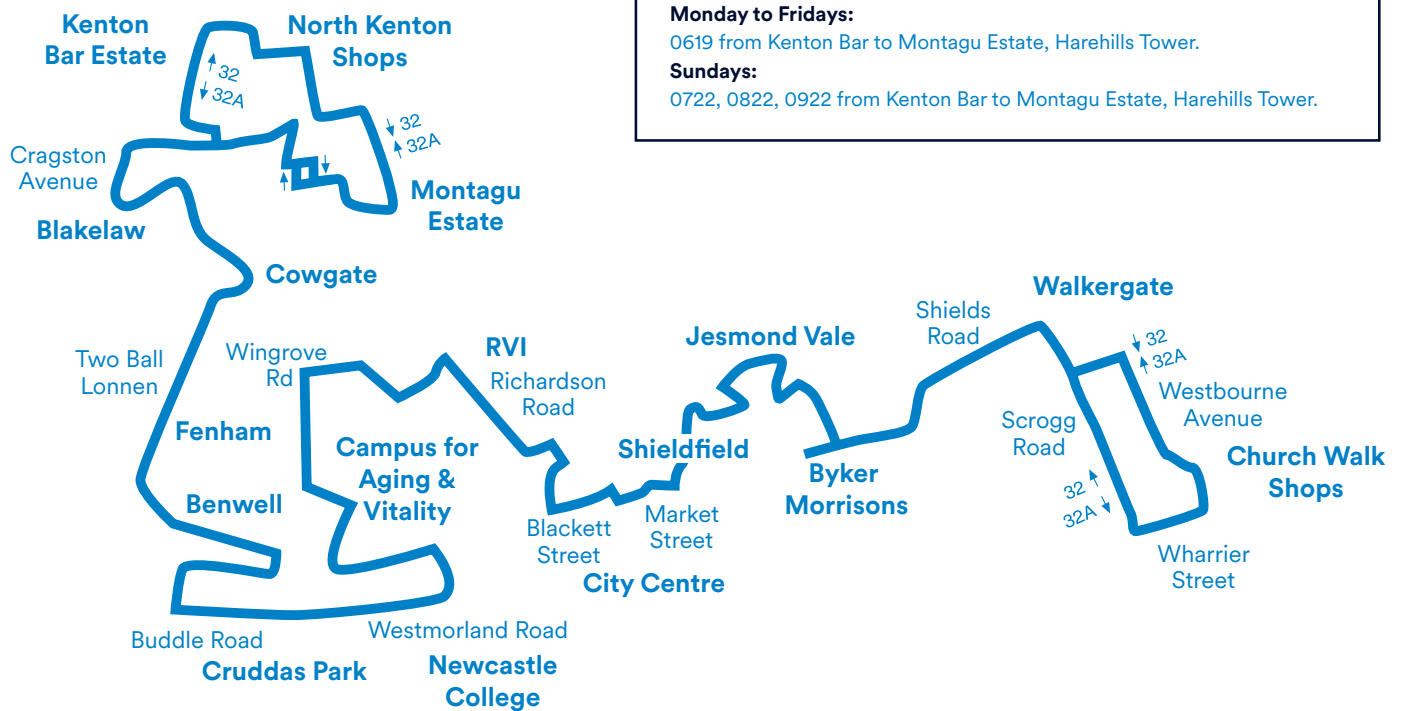 Monday to Fridays:
0619 from Kenton Bar to Montagu Estate, Harehills Tower.
Sundays:
0722, 0822, 0922 from Kenton Bar to Montagu Estate, Harehills Tower.
Kenton
Bar Estate
North Kenton
Shops
32
32A
32
32A
Cragston
Avenue
Montagu
Estate
Blakelaw
Cowgate
Two Ball
Lonnen
Wingrove
Rd
RVI
Richardson
Road
Fenham
Campus for
Aging &
Vitality
Benwell
Blackett
Street
City Centre
Market
Street
Shieldfield
Jesmond Vale
Byker
Morrisons
Shields
Road
Walkergate
32
32A
Westbourne
Avenue
Scrogg
Road
Church Walk
Shops
32
32A
Wharrier
Street
Buddle Road
Cruddas Park
Westmorland Road
Newcastle
College